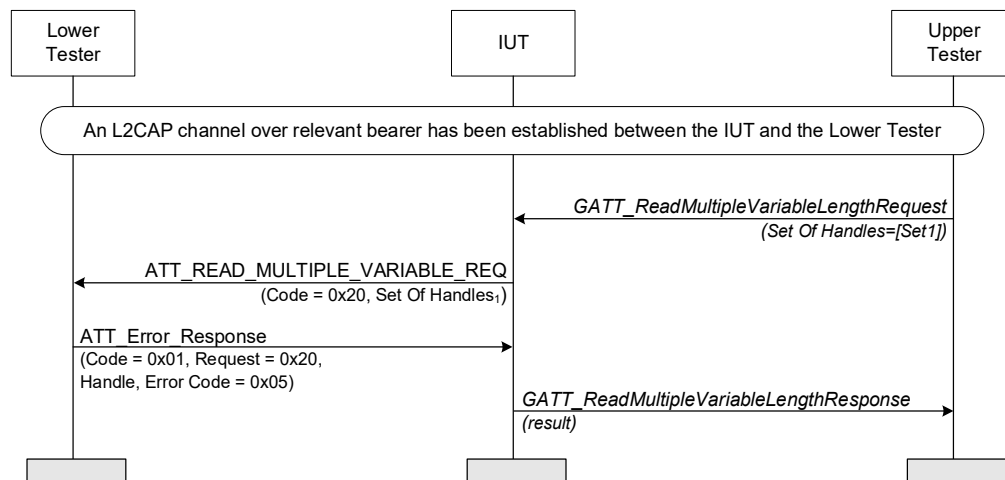 Lower
Tester
IUT
Upper
Tester
An L2CAP channel over relevant bearer has been established between the IUT and the Lower Tester
GATT_ReadMultipleVariableLengthRequest
(Set Of Handles=[Set1])
ATT_READ_MULTIPLE_VARIABLE_REQ
(Code = 0x20, Set Of Handles₁)
ATT_Error_Response
(Code = 0x01, Request = 0x20,
Handle, Error Code = 0x05)
GATT_ReadMultipleVariableLengthResponse
(result)